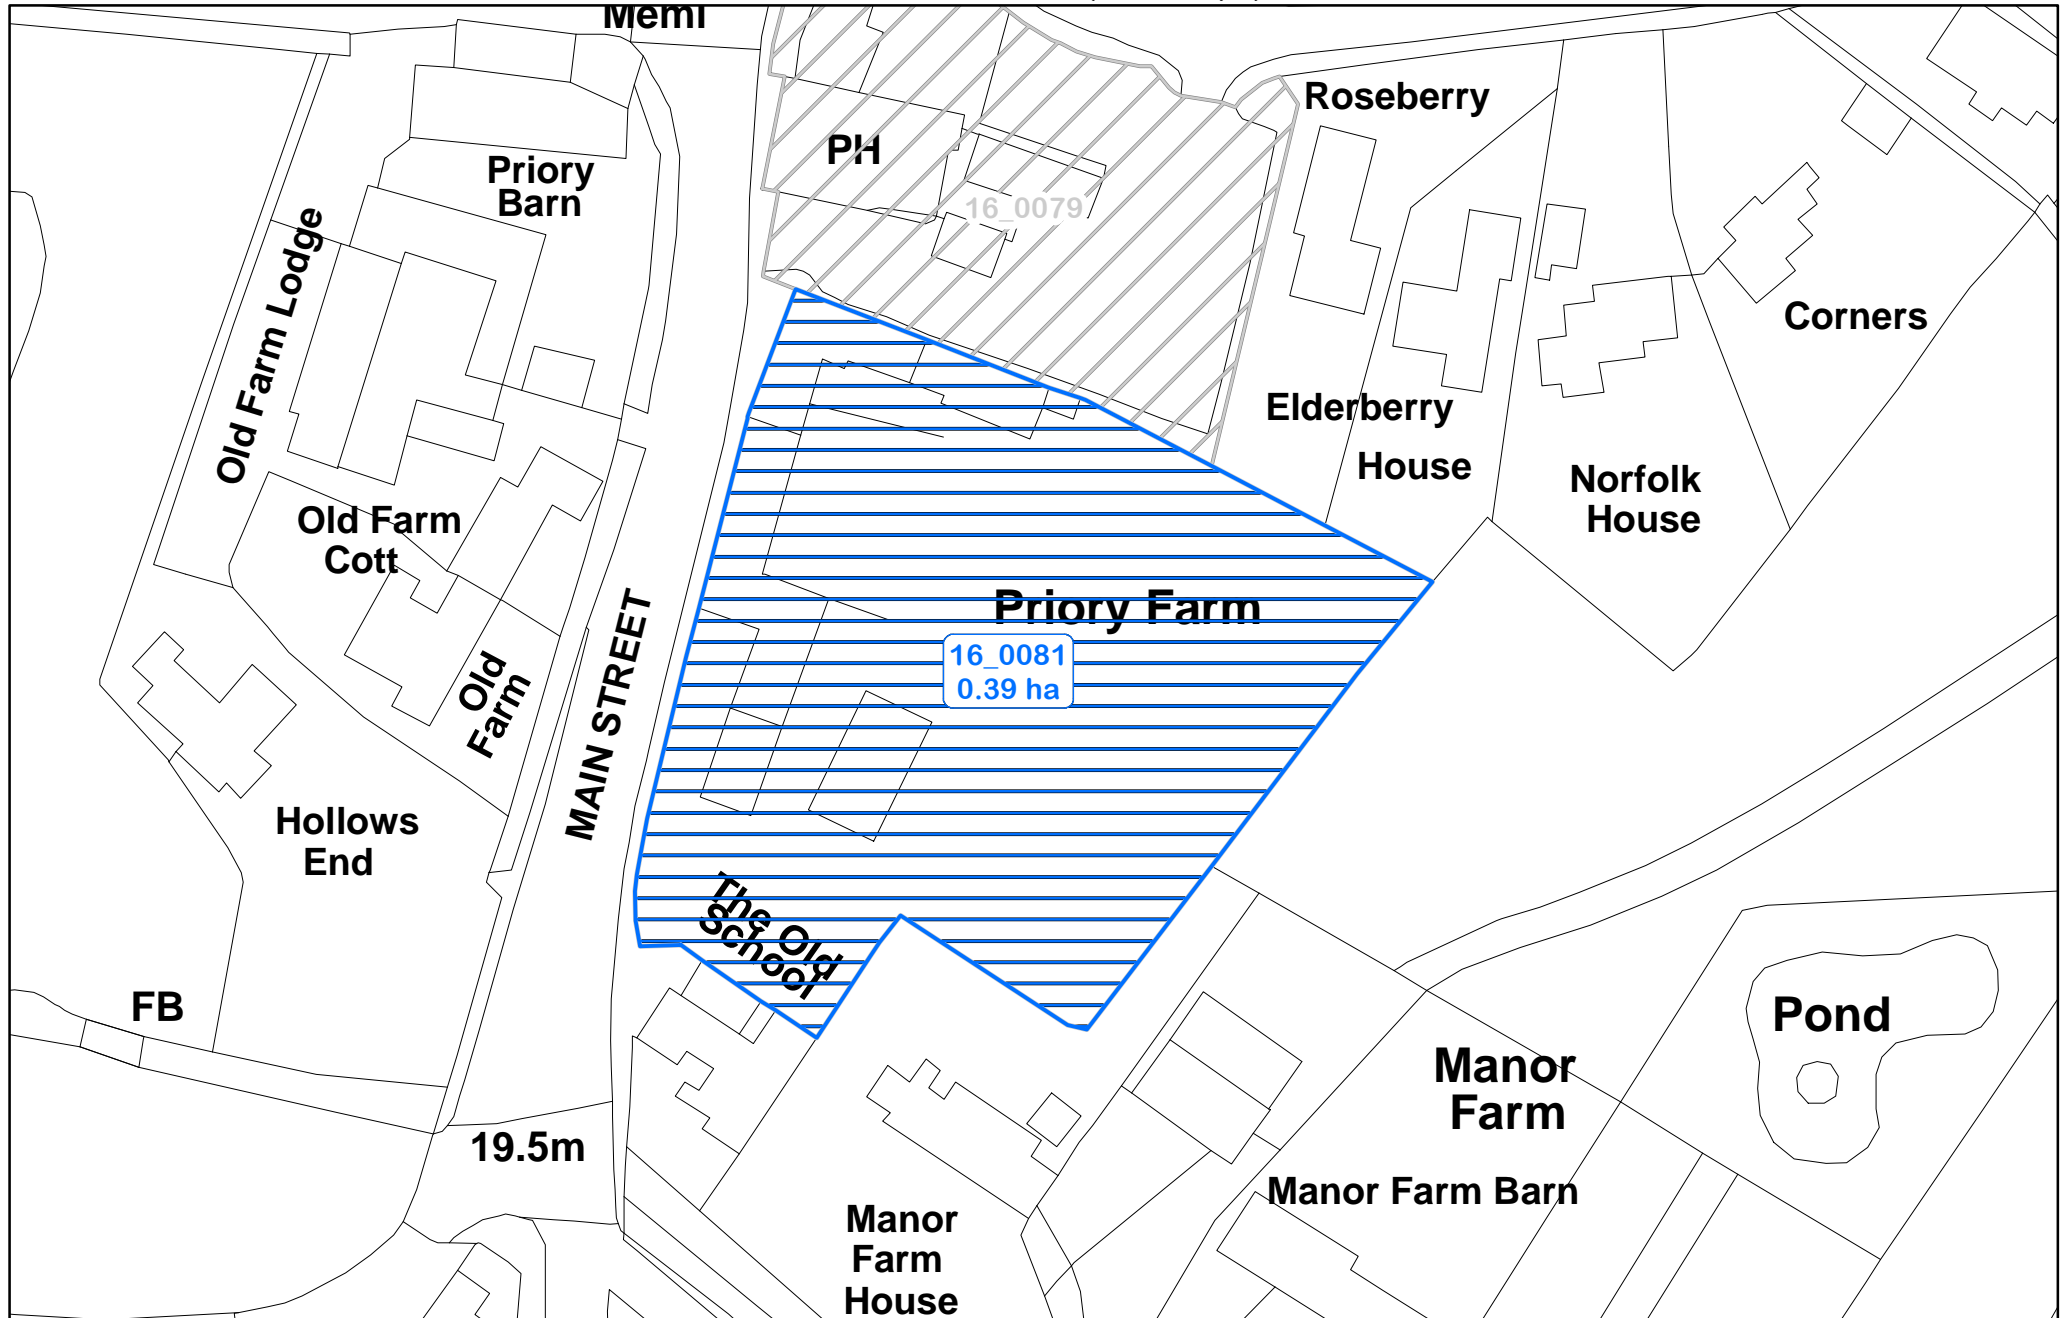 Meml
Roseberry
PH
Priory
Barn
16_0079
Old Farm Lodge
Corners
Elderberry
House
Norfolk
House
Old Farm
Cott
MAIN STREET
Priory Farm
16_0081
0.39 ha
Old
Farm
Hollows
End
The Old
School
FB
Pond
Manor
Farm
19.5m
Manor Farm Barn
Manor
Farm
House